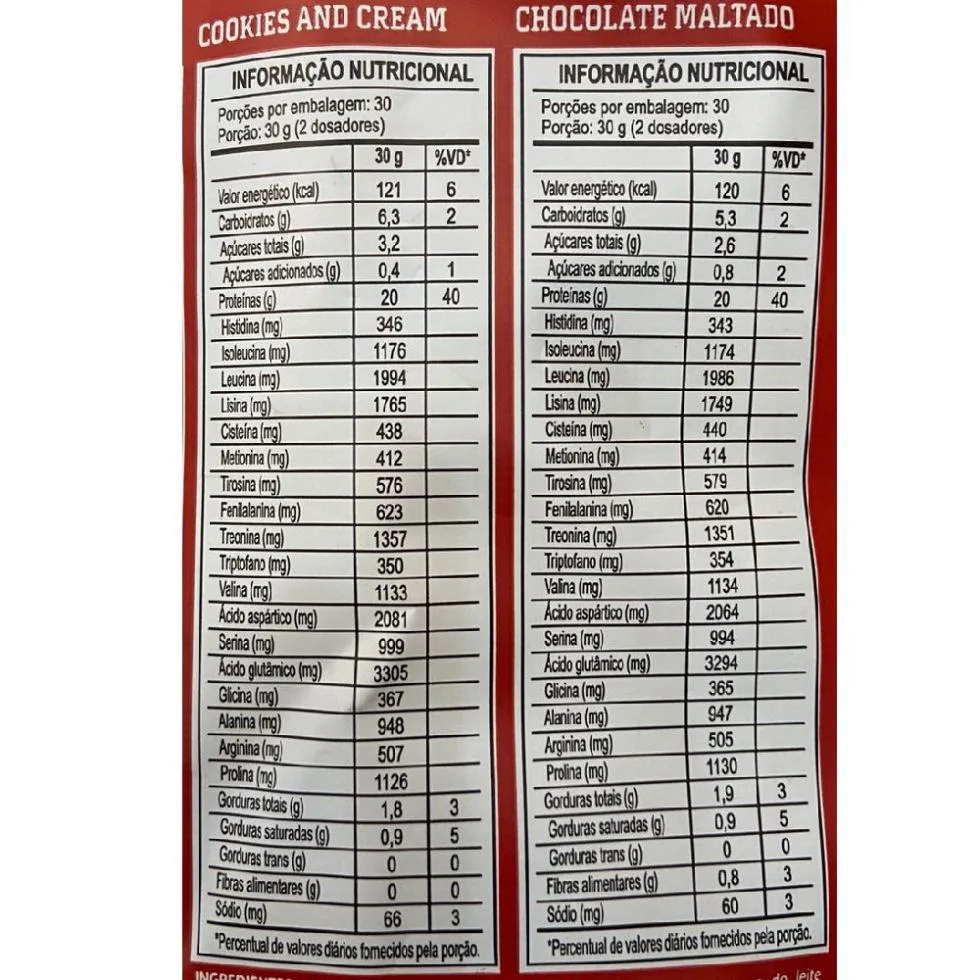 COOKIES AND CREAM
INFORMAÇÃO NUTRICIONAL
Porções por embalagem: 30
Porção: 30 g (2 dosadores)
30 g %VD*
Valor energético (kcal) 121 6
Carboidratos (g) 6,3 2
Açúcares totais (g) 3,2
Açúcares adicionados (g) 0,4 1
Proteínas (g) 20 40
Histidina (mg) 346
Isoleucina (mg) 1176
Leucina (mg) 1994
Lisina (mg) 1765
Cisteína (mg) 438
Metionina (mg) 412
Tirosina (mg) 576
Fenilalanina (mg) 623
Treonina (mg) 1357
Triptofano (mg) 350
Valina (mg) 1133
Ácido aspártico (mg) 2081
Serina (mg) 999
Ácido glutâmico (mg) 3305
Glicina (mg) 367
Alanina (mg) 948
Arginina (mg) 507
Prolina (mg) 1126
Gorduras totais (g) 1,8 3
Gorduras saturadas (g) 0,9 5
Gorduras trans (g) 0 0
Fibras alimentares (g) 0 0
Sódio (mg) 66 3
*Percentual de valores diários fornecidos pela porção.
CHOCOLATE MALTADO
INFORMAÇÃO NUTRICIONAL
Porções por embalagem: 30
Porção: 30 g (2 dosadores)
30 g %VD*
Valor energético (kcal) 120 6
Carboidratos (g) 5,3 2
Açúcares totais (g) 2,6
Açúcares adicionados (g) 0,8 2
Proteínas (g) 20 40
Histidina (mg) 343
Isoleucina (mg) 1174
Leucina (mg) 1986
Lisina (mg) 1749
Cisteína (mg) 440
Metionina (mg) 414
Tirosina (mg) 579
Fenilalanina (mg) 620
Treonina (mg) 1351
Triptofano (mg) 354
Valina (mg) 1134
Ácido aspártico (mg) 2064
Serina (mg) 994
Ácido glutâmico (mg) 3294
Glicina (mg) 365
Alanina (mg) 947
Arginina (mg) 505
Prolina (mg) 1130
Gorduras totais (g) 1,9 3
Gorduras saturadas (g) 0,9 5
Gorduras trans (g) 0 0
Fibras alimentares (g) 0,8 3
Sódio (mg) 60 3
*Percentual de valores diários fornecidos pela porção.
do leite